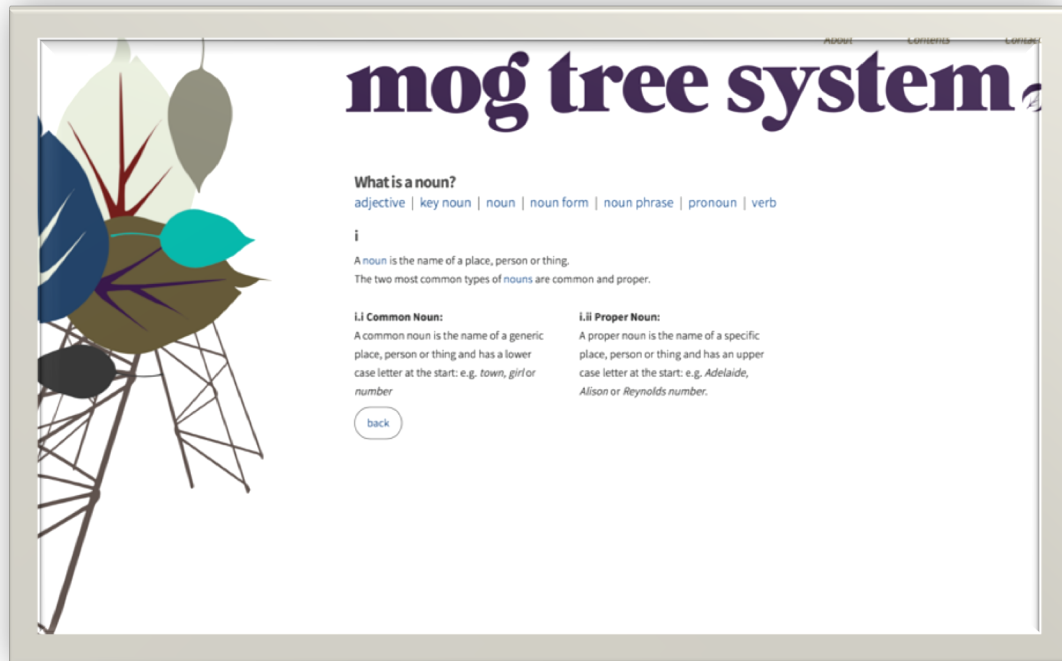 About Contents Contac
mog tree system
What is a noun?
adjective | key noun | noun | noun form | noun phrase | pronoun | verb
i
A noun is the name of a place, person or thing.
The two most common types of nouns are common and proper.
i.i Common Noun:
A common noun is the name of a generic
place, person or thing and has a lower
case letter at the start: e.g. town, girl or
number
i.ii Proper Noun:
A proper noun is the name of a specific
place, person or thing and has an upper
case letter at the start: e.g. Adelaide,
Alison or Reynolds number.
back